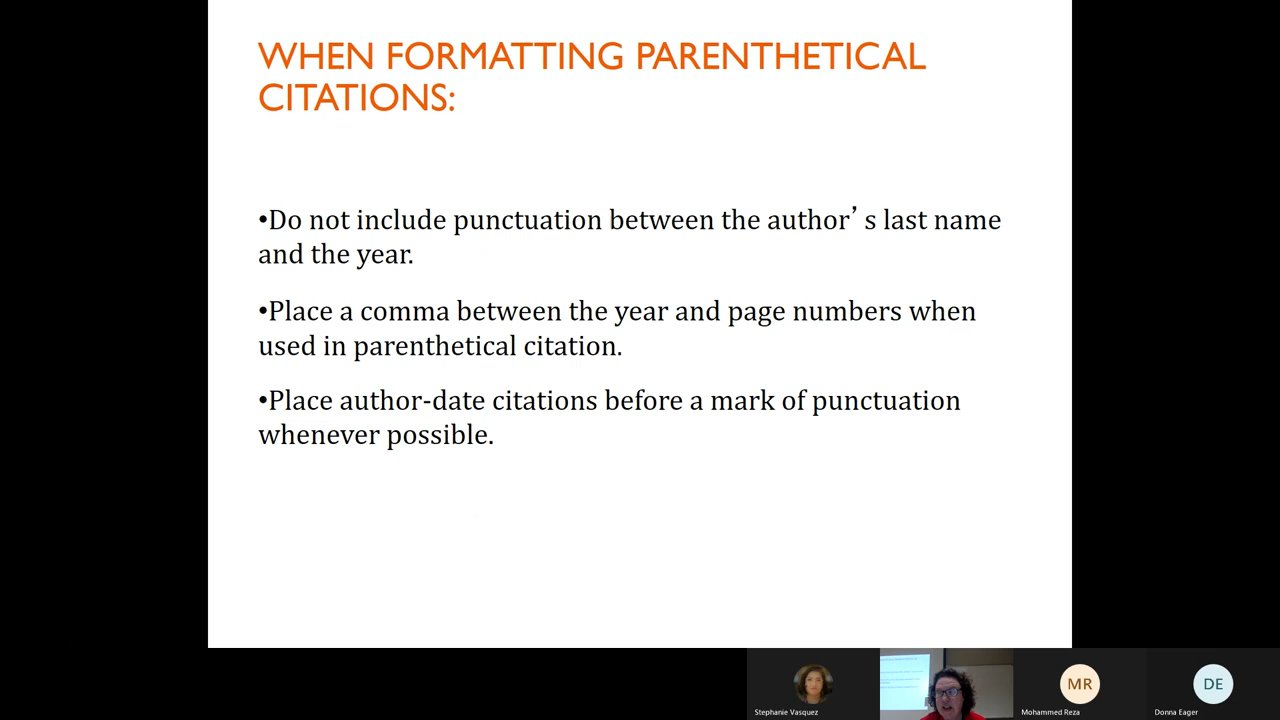 WHEN FORMATTING PARENTHETICAL
CITATIONS:
•Do not include punctuation between the author’s last name
and the year.
•Place a comma between the year and page numbers when
used in parenthetical citation.
•Place author-date citations before a mark of punctuation
whenever possible.
MR
DE
Stephanie Vasquez
Mohammed Reza
Donna Eager